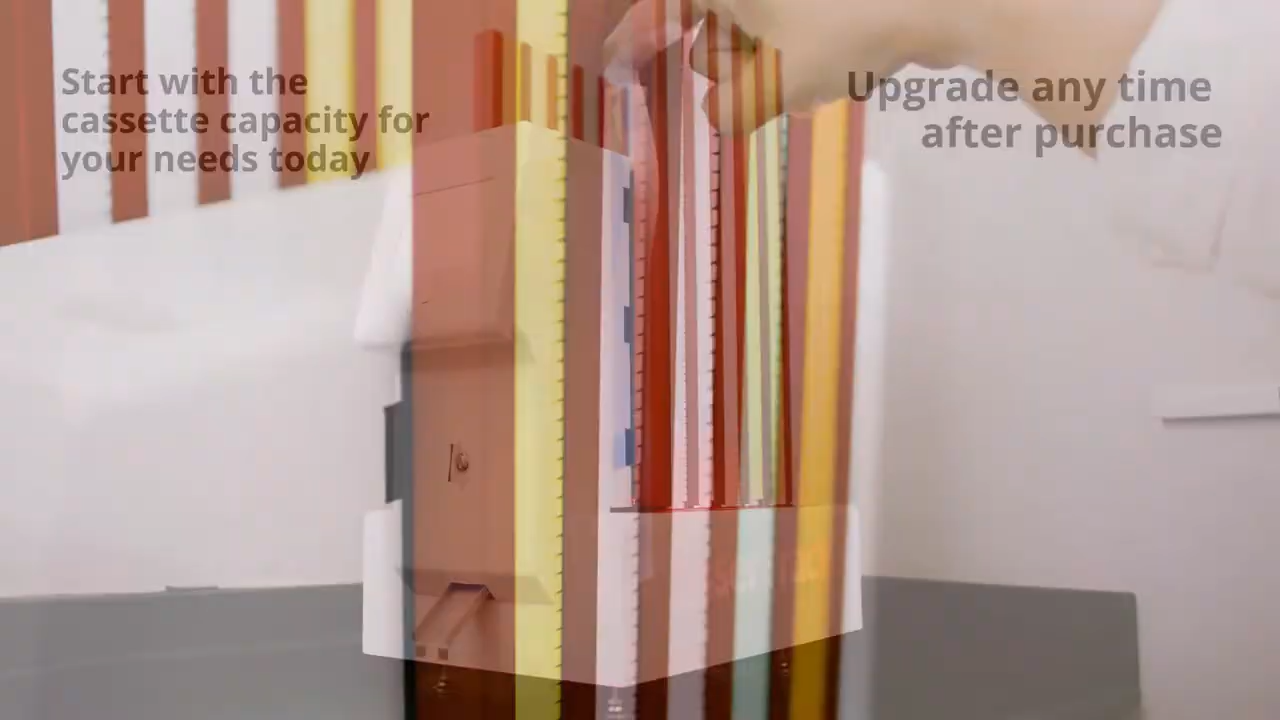 Start with the
cassette capacity for
your needs today
Upgrade any time
after purchase